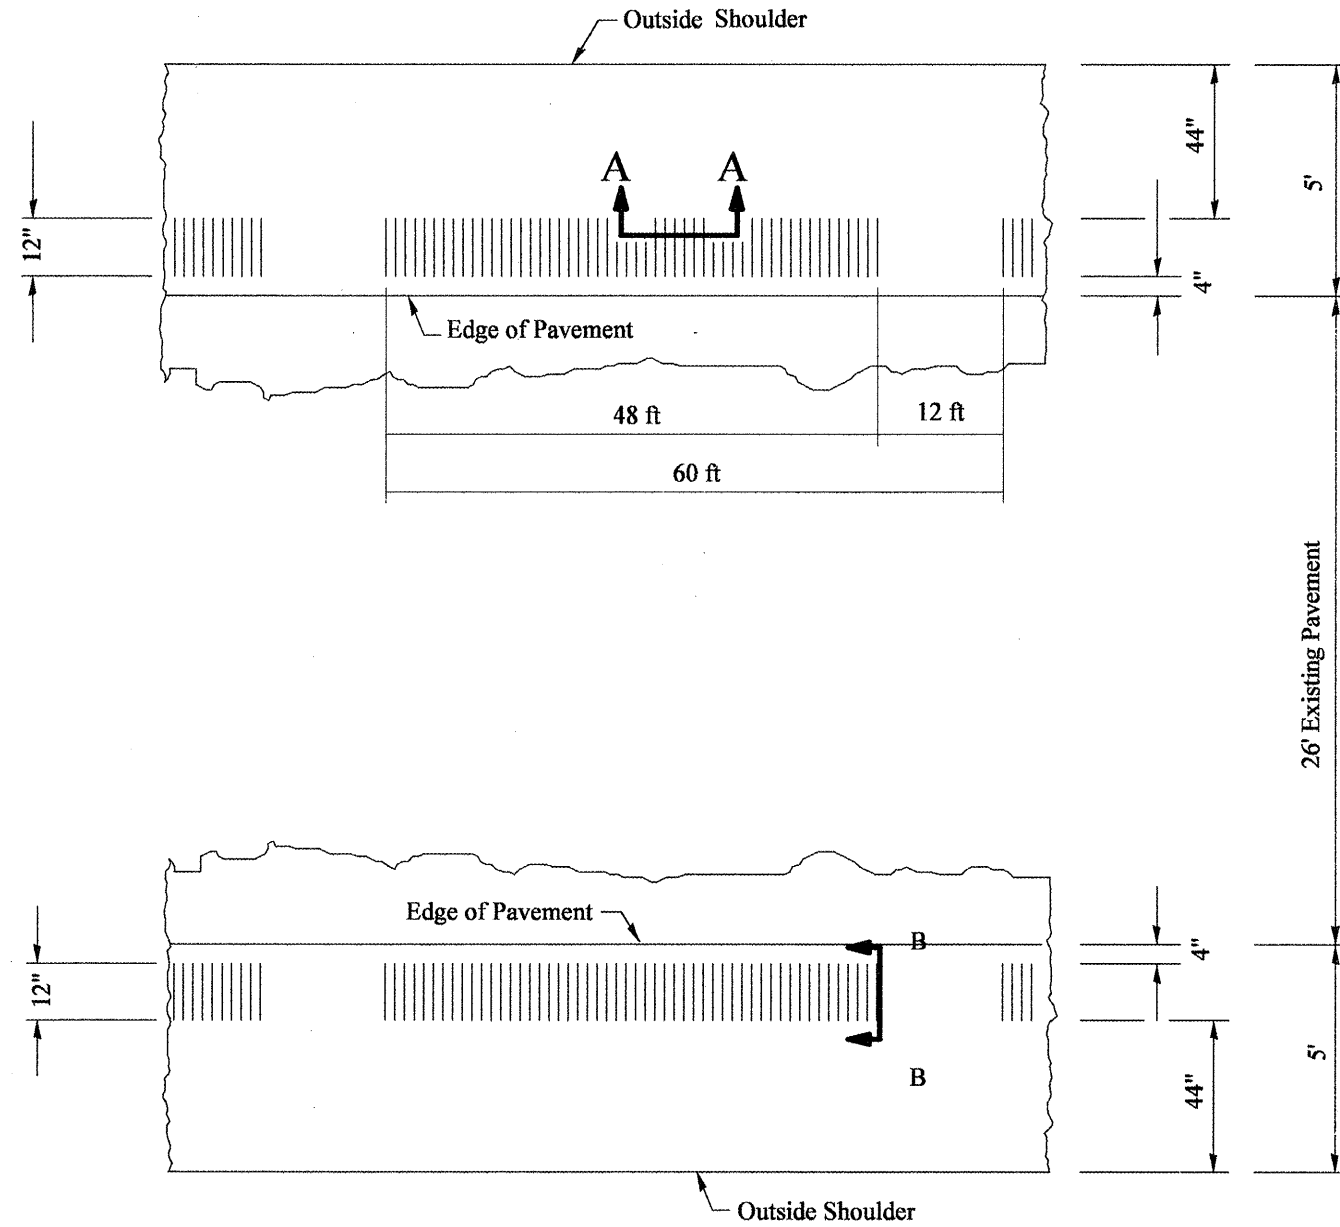 Outside Shoulder
44"
5'
A A
12"
4"
Edge of Pavement
48 ft
12 ft
60 ft
26' Existing Pavement
Edge of Pavement
B
4"
12"
B
44"
5'
Outside Shoulder